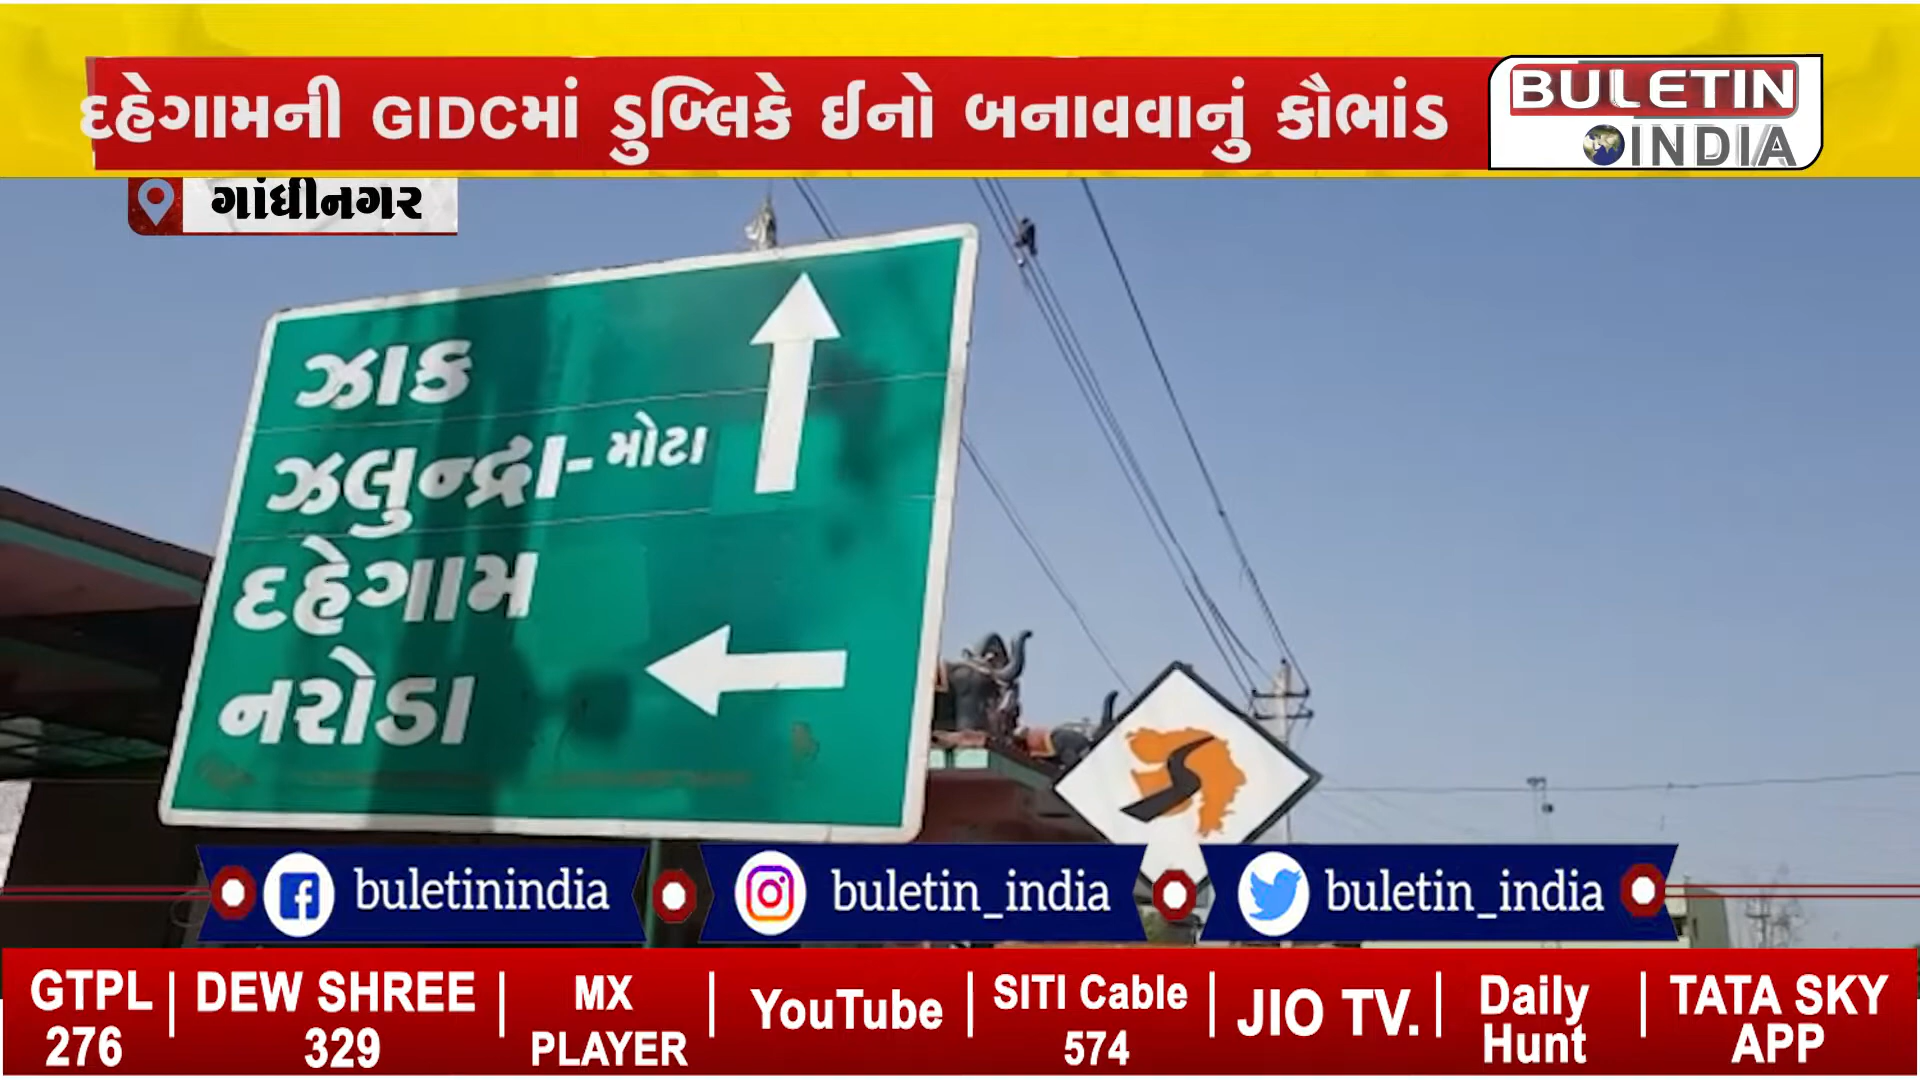 દહેગામની GIDCમાં ડુબ્લિકે ઈનો બનાવવાનું કૌભાંડ
BULETIN
INDIA
ગાંધીનગર
ઝાક
ઝલુન્દ્રા-મોટા
દહેગામ
નરોડા
buletinindia
buletin_india
buletin_india
GTPL
276
DEW SHREE
329
MX
PLAYER
YouTube
SITI Cable
574
JIO TV.
Daily
Hunt
TATA SKY
APP